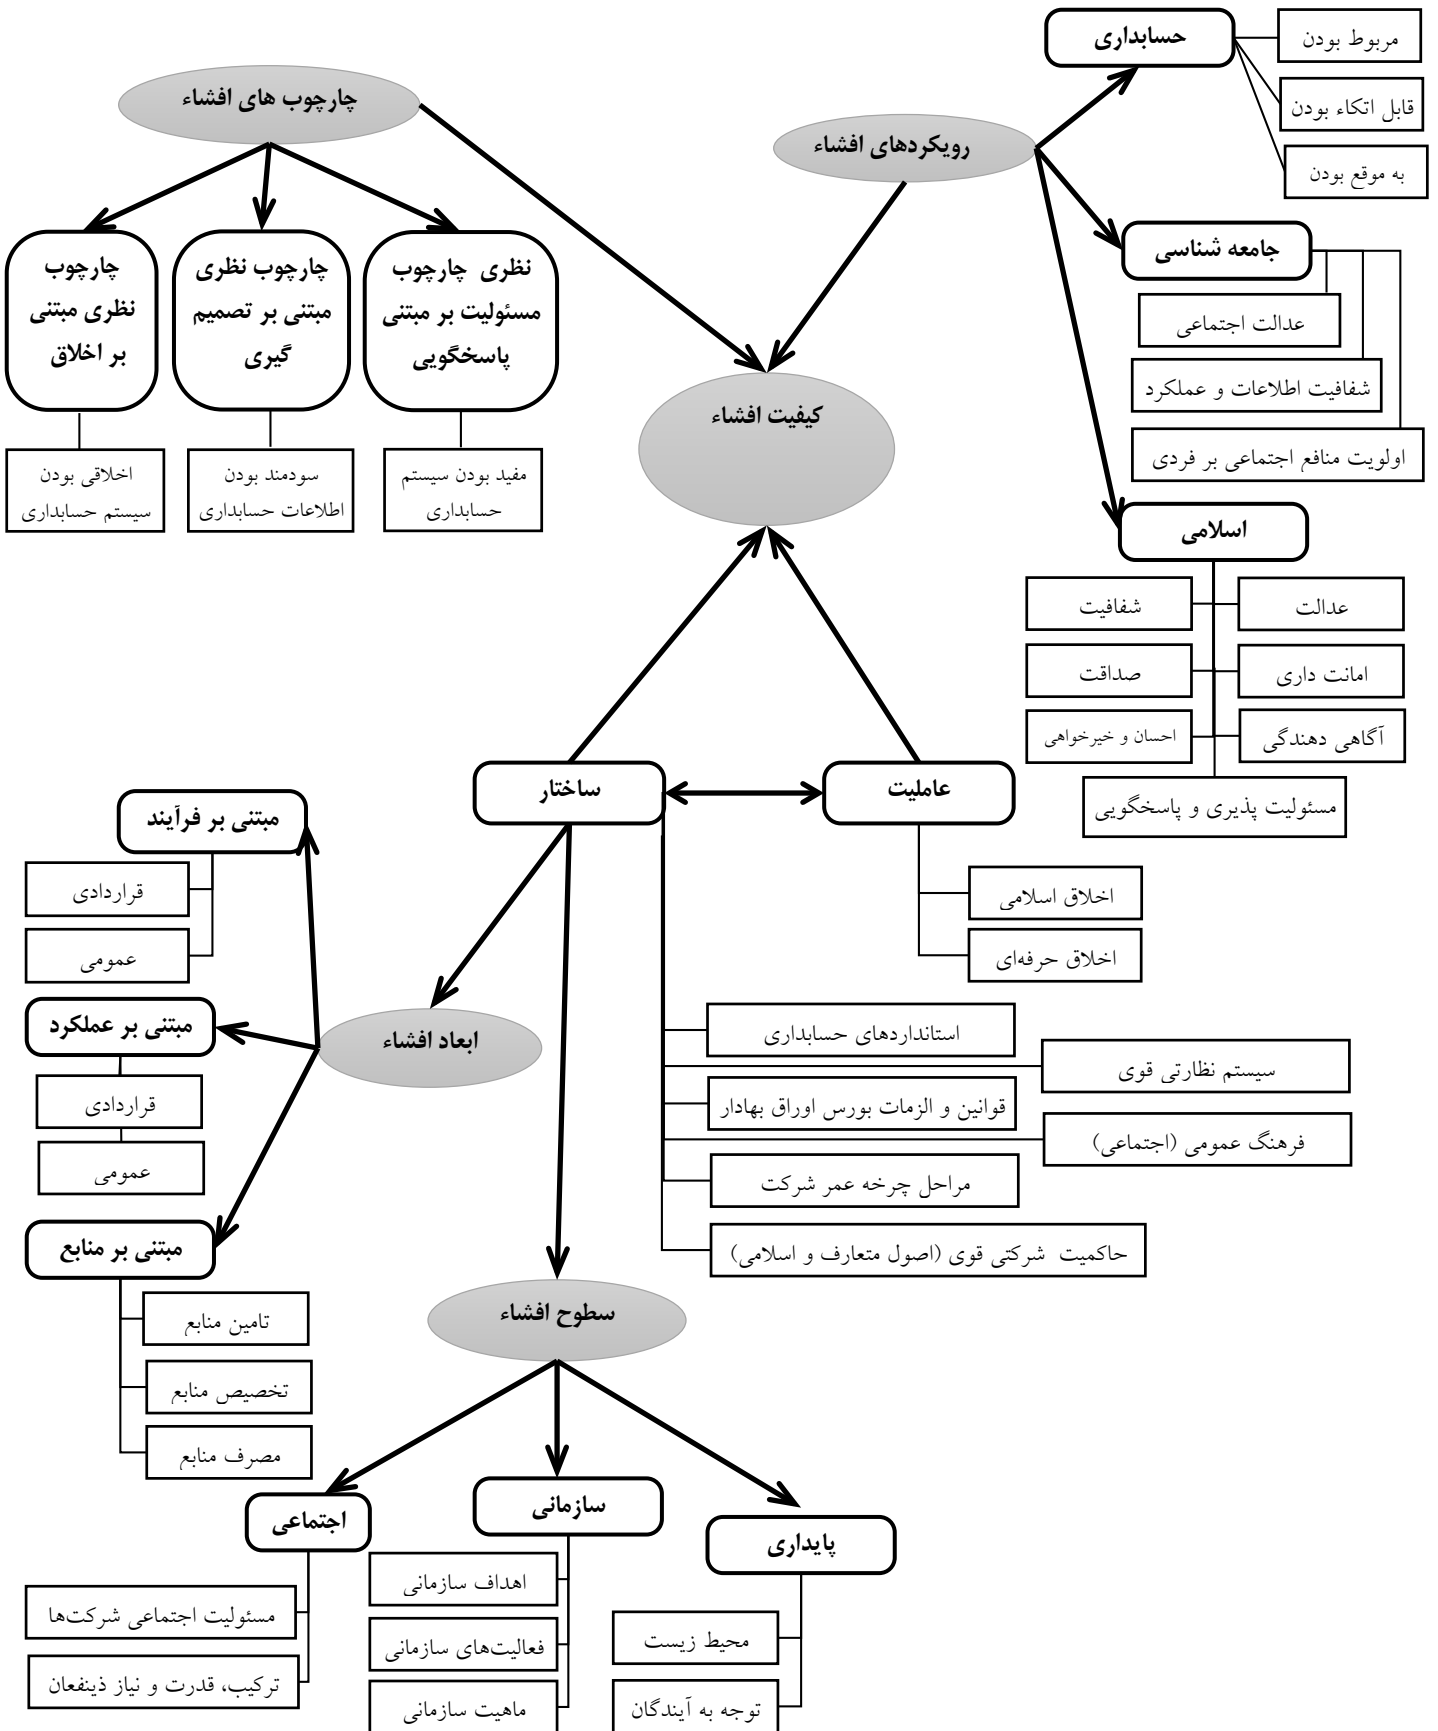 حسابداری
مربوط بودن
قابل اتکاء بودن
به موقع بودن
رویکردهای افشاء
چارچوب های افشاء
جامعه شناسی
عدالت اجتماعی
شفافیت اطلاعات و عملکرد
اولویت منافع اجتماعی بر فردی
نظری چارچوب
مسئولیت بر مبتنی
پاسخگویی
چارچوب نظری
مبتنی بر تصمیم
گیری
چارچوب
نظری مبتنی
بر اخلاق
مفید بودن سیستم
حسابداری
سودمند بودن
اطلاعات حسابداری
اخلاقی بودن
سیستم حسابداری
کیفیت افشاء
اسلامی
عدالت
شفافیت
امانت داری
صداقت
آگاهی دهندگی
احسان و خیرخواهی
مسئولیت پذیری و پاسخگویی
عاملیت
ساختار
اخلاق اسلامی
اخلاق حرفه‌ای
مبتنی بر فرآیند
قراردادی
عمومی
ابعاد افشاء
مبتنی بر عملکرد
قراردادی
عمومی
مبتنی بر منابع
تامین منابع
تخصیص منابع
مصرف منابع
استانداردهای حسابداری
سیستم نظارتی قوی
قوانین و الزمات بورس اوراق بهادار
فرهنگ عمومی (اجتماعی)
مراحل چرخه عمر شرکت
حاکمیت شرکتی قوی (اصول متعارف و اسلامی)
سطوح افشاء
پایداری
محیط زیست
توجه به آیندگان
سازمانی
اهداف سازمانی
فعالیت‌های سازمانی
ماهیت سازمانی
اجتماعی
مسئولیت اجتماعی شرکت‌ها
ترکیب، قدرت و نیاز ذینفعان